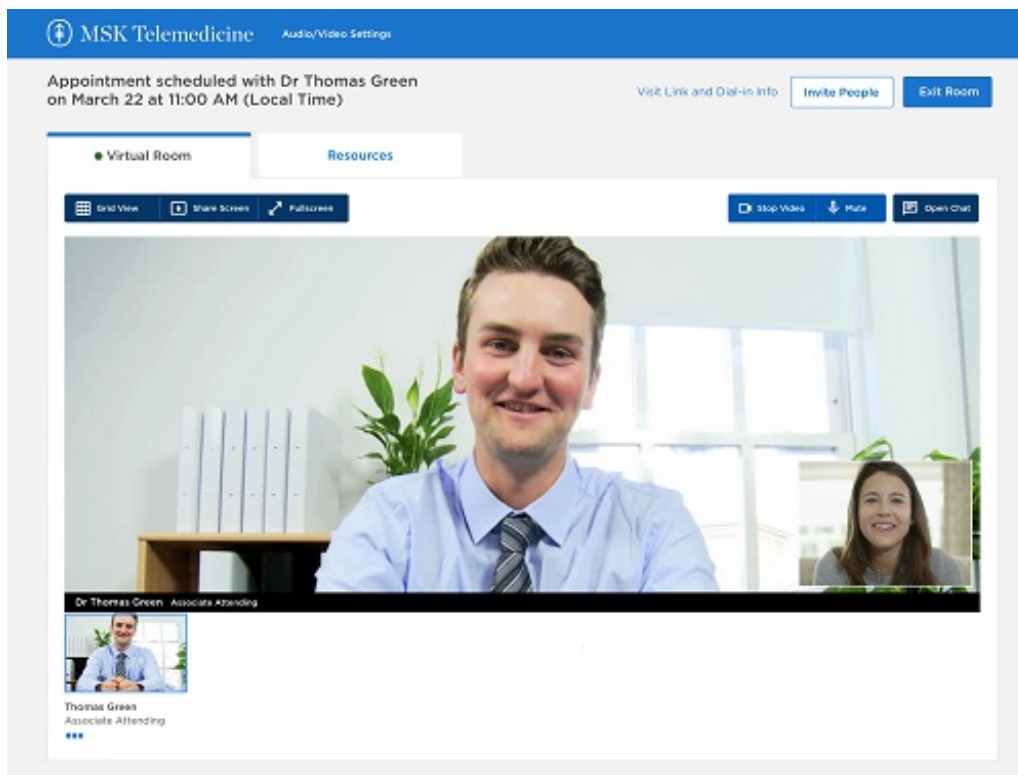 MSK Telemedicine
Audio/Video Settings
Appointment scheduled with Dr Thomas Green
on March 22 at 11:00 AM (Local Time)
Visit Link and Dial-in Info
Invite People
Exit Room
Virtual Room
Resources
Grid View
Share Screen
Fullscreen
Stop Video
Mute
Open Chat
Dr Thomas Green Associate Attending
Thomas Green
Associate Attending